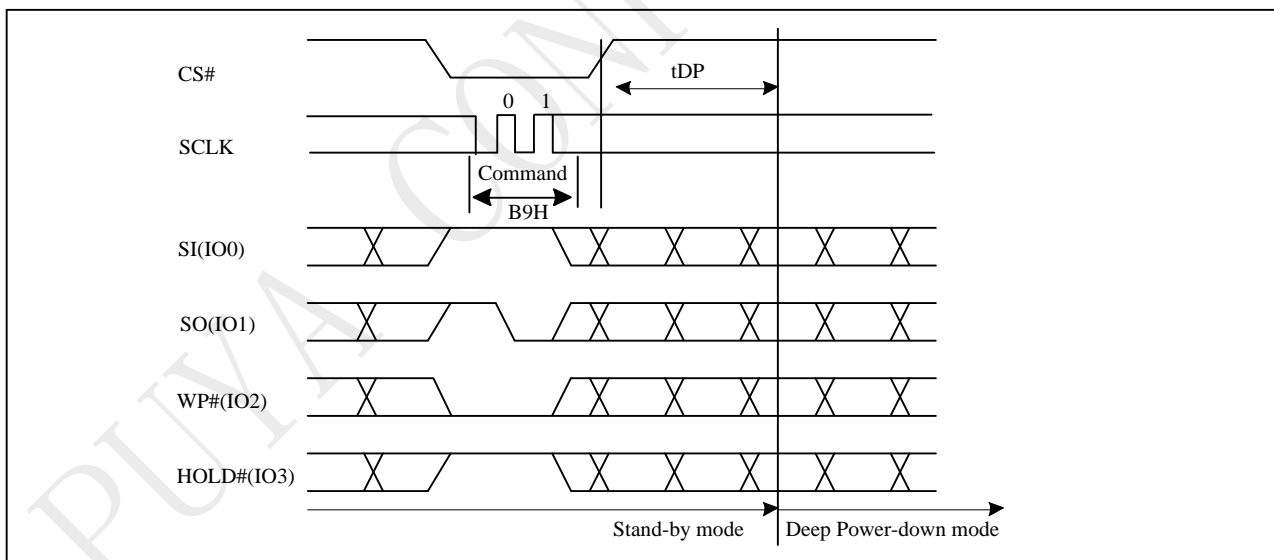 CS#
tDP
0 1
SCLK
Command
B9H
SI(IO0)
SO(IO1)
WP#(IO2)
HOLD#(IO3)
Stand-by mode Deep Power-down mode